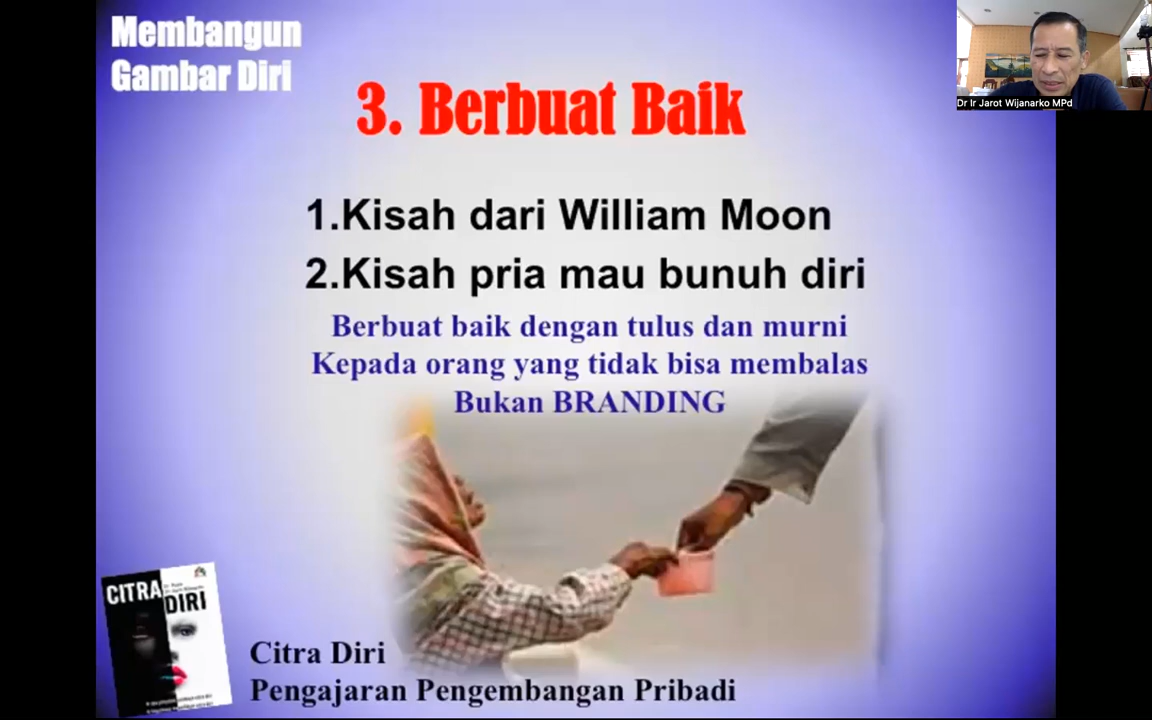 Membangun
Gambar Diri
Dr Ir Jarot Wijanarko MPd
3. Berbuat Baik
1.Kisah dari William Moon
2.Kisah pria mau bunuh diri
Berbuat baik dengan tulus dan murni
Kepada orang yang tidak bisa membalas
Bukan BRANDING
CITRA
DIRI
Citra Diri
Pengajaran Pengembangan Pribadi